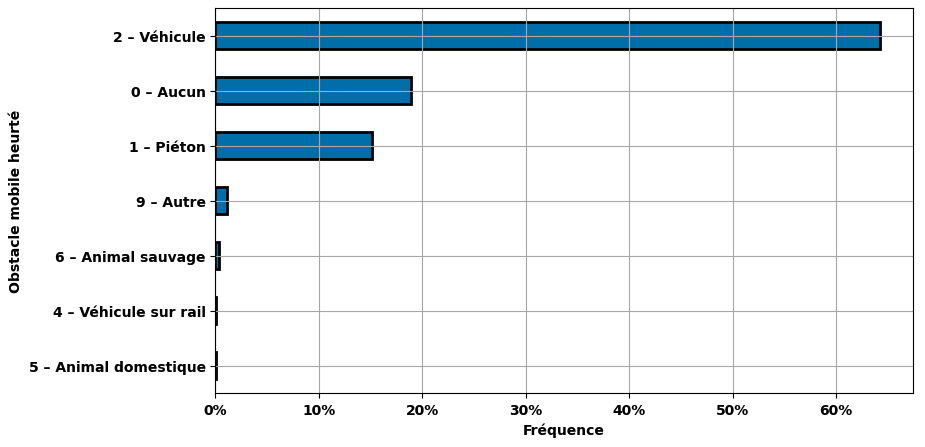 Obstacle mobile heurté
2 – Véhicule
0 – Aucun
1 – Piéton
9 – Autre
6 – Animal sauvage
4 – Véhicule sur rail
5 – Animal domestique
0% 10% 20% 30% 40% 50% 60%
Fréquence